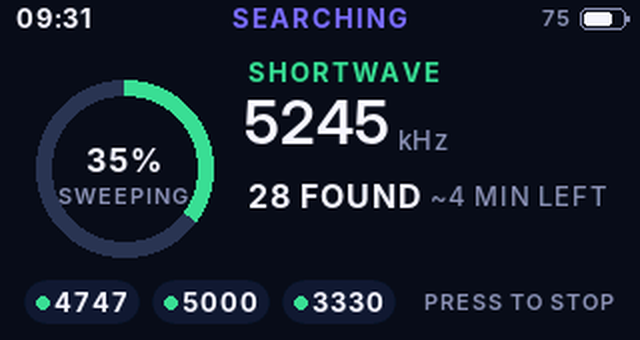 09:31 SEARCHING 75
SHORTWAVE
5245 kHz
35%
SWEEPING
28 FOUND ~4 MIN LEFT
4747 5000 3330 PRESS TO STOP